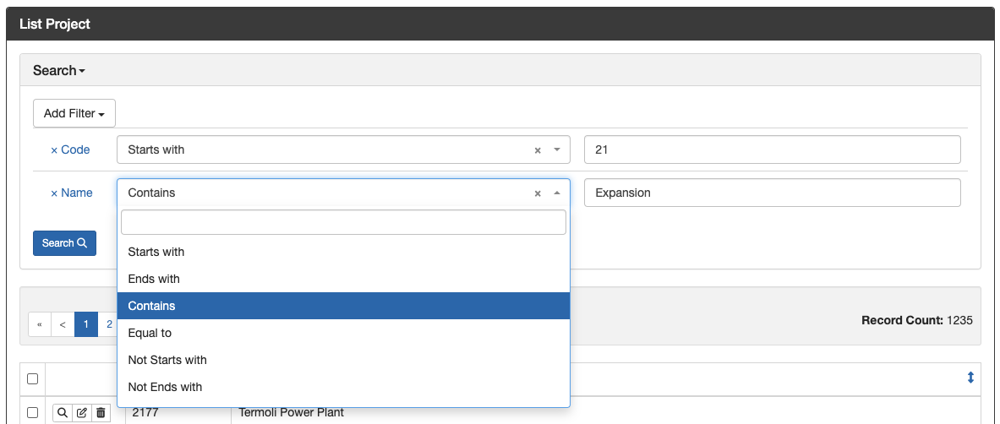 List Project
Search
Add Filter
× Code Starts with × 21
× Name Contains × Expansion
Search
Starts with
Ends with
Contains
Equal to
Not Starts with
Not Ends with
« < 1 2
Record Count: 1235
2177 Termoli Power Plant